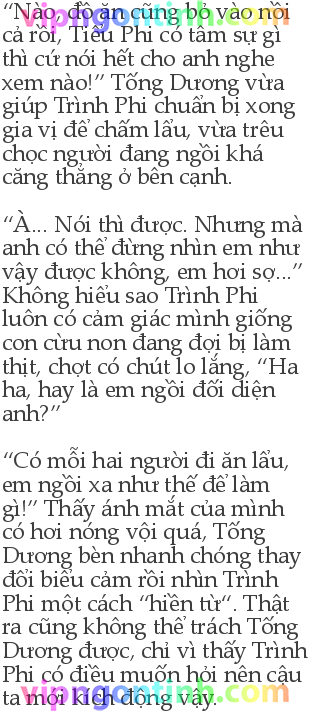 “Nào, đồ ăn cũng bỏ vào nồi
vipngontinh.com
cả rồi, Tiểu Phi có tâm sự gì
thì cứ nói hết cho anh nghe
xem nào!” Tống Dương vừa
giúp Trình Phi chuẩn bị xong
gia vị để chấm lẩu, vừa trêu
chọc người đang ngồi khá
căng thẳng ở bên cạnh.
“À... Nói thì được. Nhưng mà
anh có thể đừng nhìn em như
vậy được không, em hơi sợ...”
Không hiểu sao Trình Phi
luôn có cảm giác mình giống
con cừu non đang đợi bị làm
thịt, chợt có chút lo lắng, “Ha
ha, hay là em ngồi đối diện
anh?”
“Có mỗi hai người đi ăn lẩu,
em ngồi xa như thế để làm
gì!” Thấy ánh mắt của mình
có hơi nóng vội quá, Tống
Dương bèn nhanh chóng thay
đổi biểu cảm rồi nhìn Trình
Phi một cách “hiền từ“. Thật
ra cũng không thể trách Tống
Dương được, chỉ vì thấy Trình
Phi có điều muốn hỏi nên cậu
ta mới kích động vậy.
vipngontinh.com